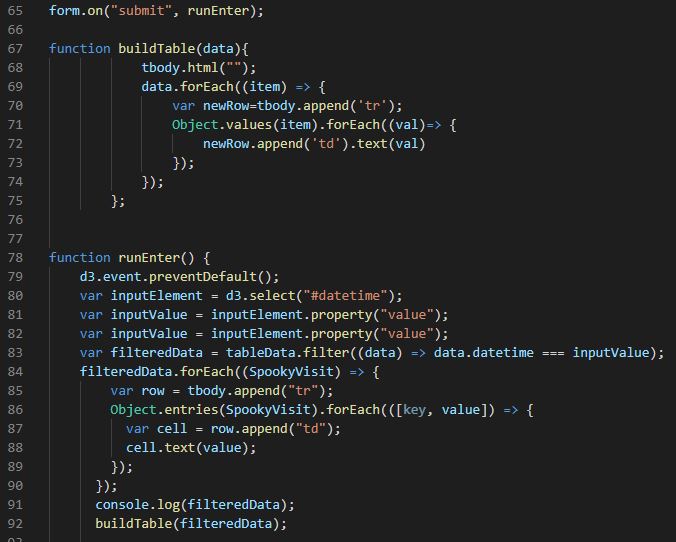 65 form.on("submit", runEnter);
66
67 function buildTable(data){
68 tbody.html("");
69 data.forEach((item) => {
70 var newRow=tbody.append('tr');
71 Object.values(item).forEach((val)=> {
72 newRow.append('td').text(val)
73 });
74 });
75 };
76
77
78 function runEnter() {
79 d3.event.preventDefault();
80 var inputElement = d3.select("#datetime");
81 var inputValue = inputElement.property("value");
82 var inputValue = inputElement.property("value");
83 var filteredData = tableData.filter((data) => data.datetime === inputValue);
84 filteredData.forEach((SpookyVisit) => {
85 var row = tbody.append("tr");
86 Object.entries(SpookyVisit).forEach(([key, value]) => {
87 var cell = row.append("td");
88 cell.text(value);
89 });
90 });
91 console.log(filteredData);
92 buildTable(filteredData);